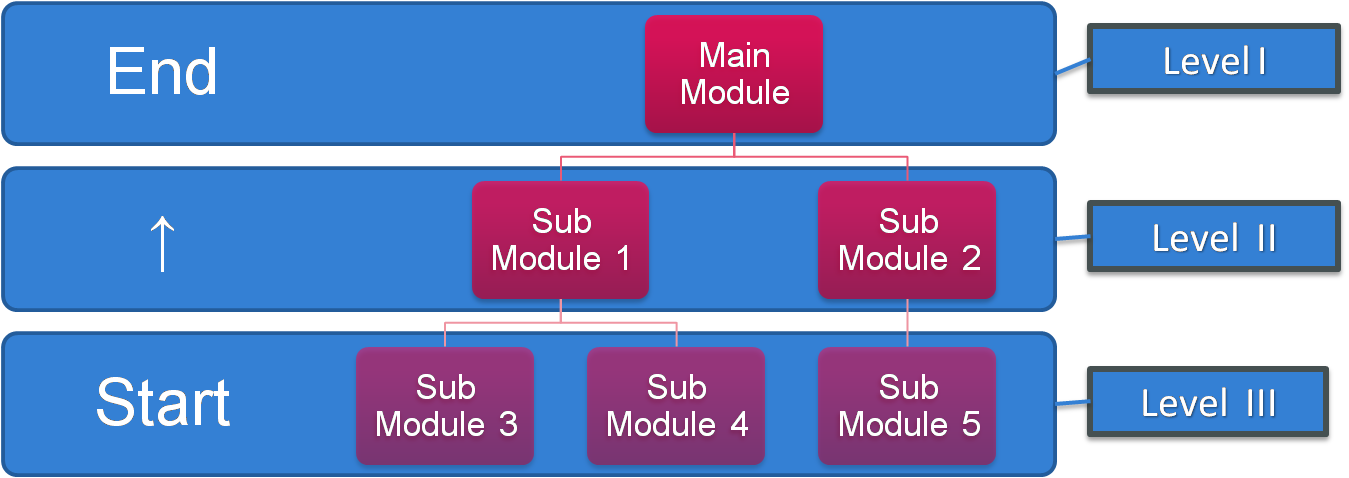 End
Main
Module
Level I
↑
Sub
Module 1
Sub
Module 2
Level II
Start
Sub
Module 3
Sub
Module 4
Sub
Module 5
Level III